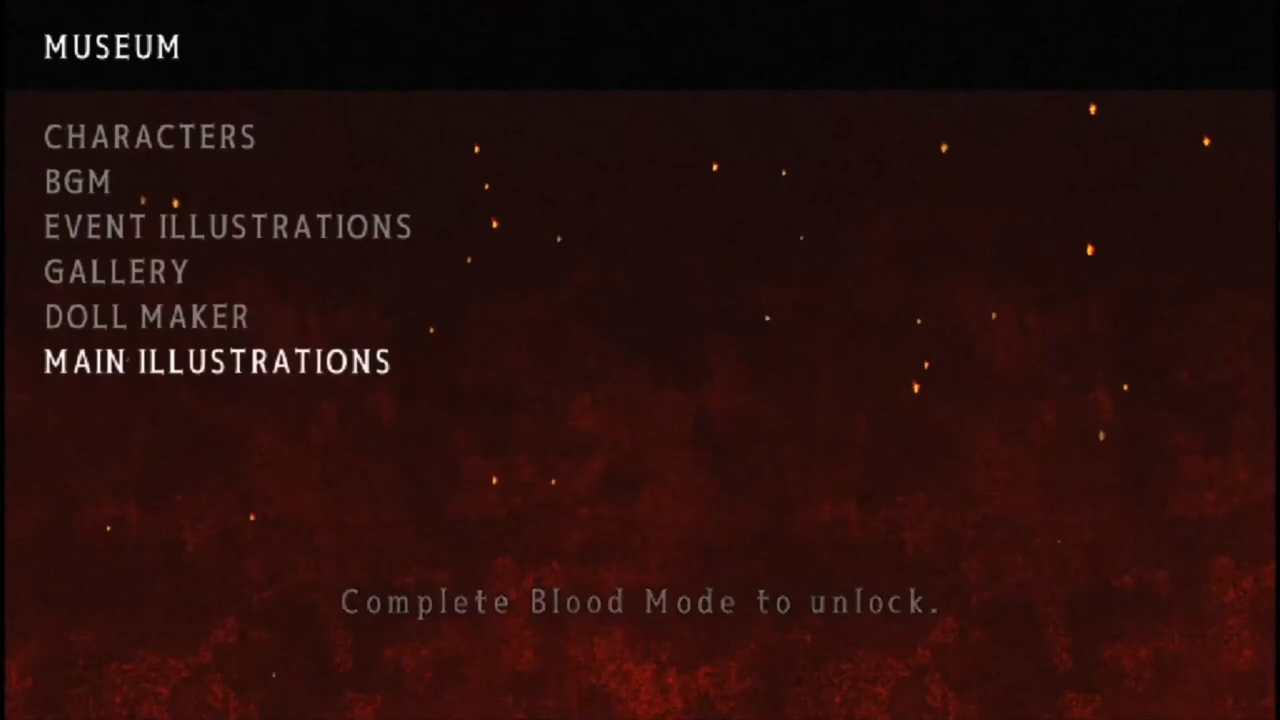 MUSEUM
CHARACTERS
BGM
EVENT ILLUSTRATIONS
GALLERY
DOLL MAKER
MAIN ILLUSTRATIONS
Complete Blood Mode to unlock.